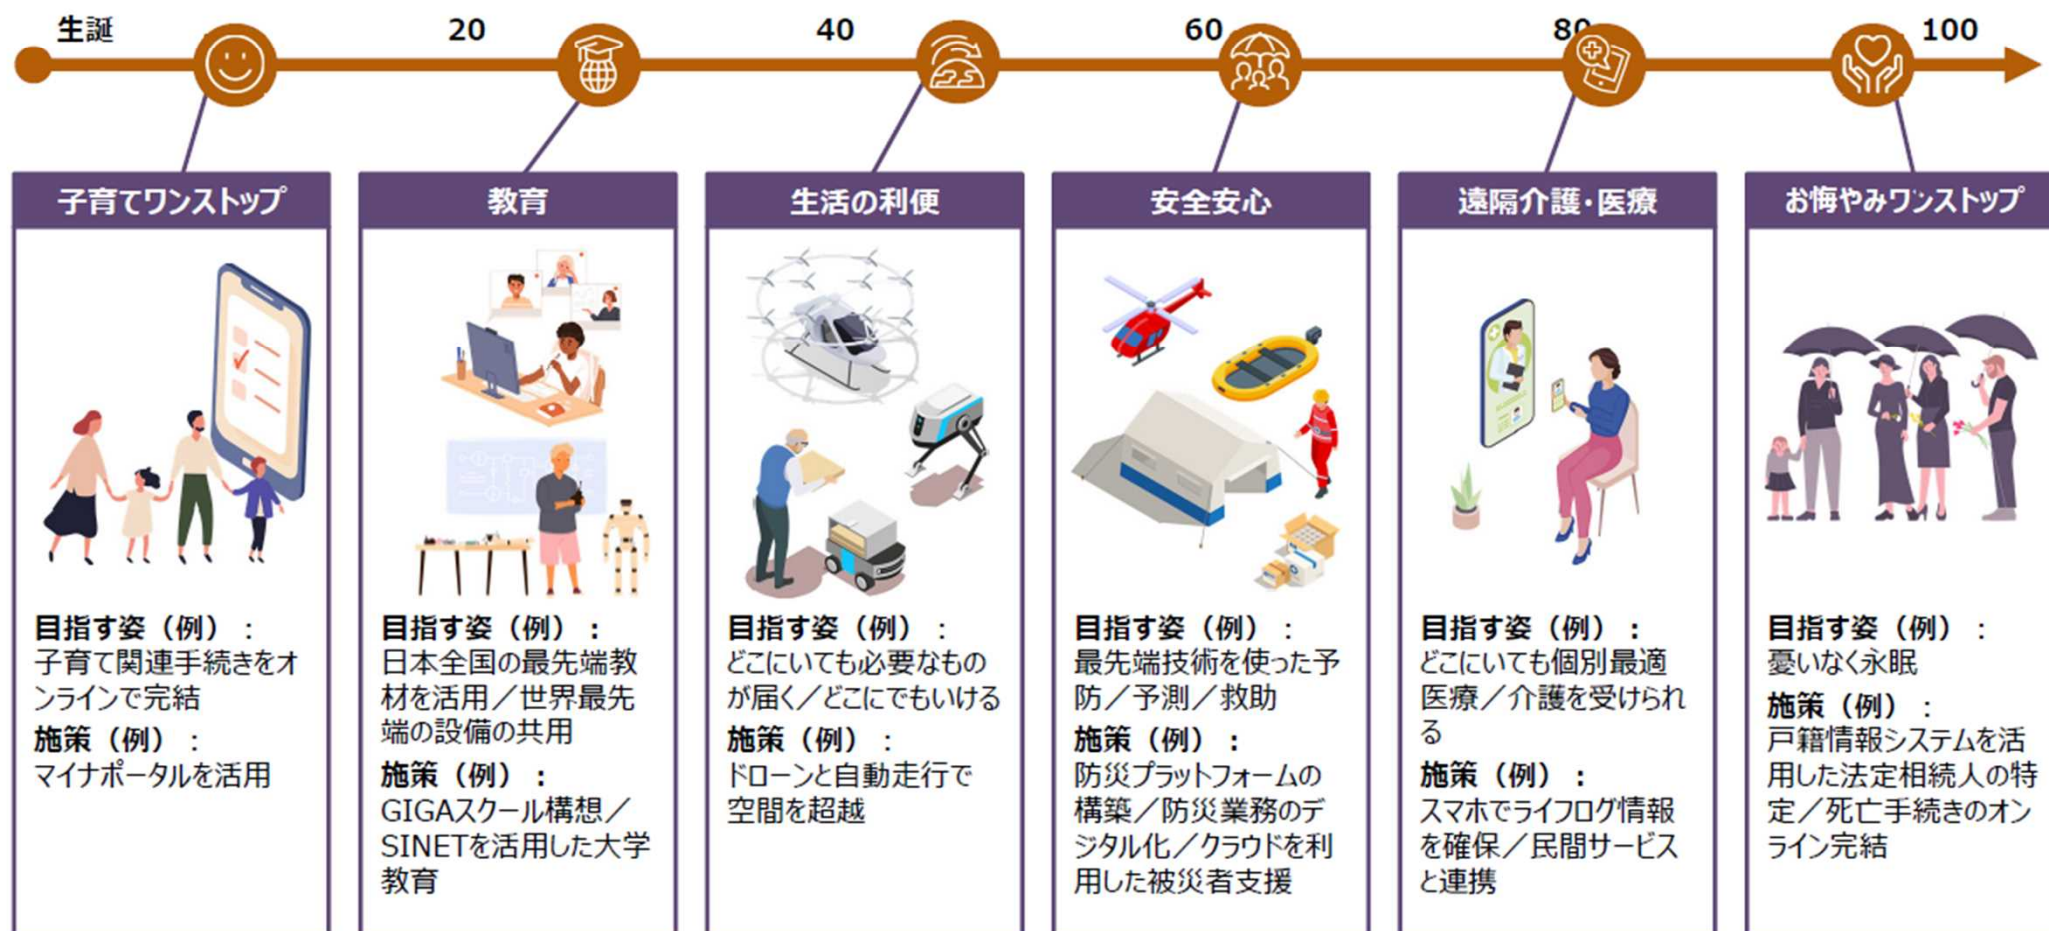 生誕
20
40
60
80
100
子育てワンストップ
目指す姿（例）：
子育て関連手続きをオ
ンラインで完結
施策（例）：
マイナポータルを活用
教育
目指す姿（例）：
日本全国の最先端教
材を活用／世界最先
端の設備の共用
施策（例）：
GIGAスクール構想／
SINETを活用した大学
教育
生活の利便
目指す姿（例）：
どこにいても必要なもの
が届く／どこにでもいける
施策（例）：
ドローンと自動走行で
空間を超越
安全安心
目指す姿（例）：
最先端技術を使った予
防／予測／救助
施策（例）：
防災プラットフォームの
構築／防災業務のデ
ジタル化／クラウドを利
用した被災者支援
遠隔介護・医療
目指す姿（例）：
どこにいても個別最適
医療／介護を受けられ
る
施策（例）：
スマホでライフログ情報
を確保／民間サービス
と連携
お悔やみワンストップ
目指す姿（例）：
憂いなく永眠
施策（例）：
戸籍情報システムを活
用した法定相続人の特
定／死亡手続きのオン
ライン完結